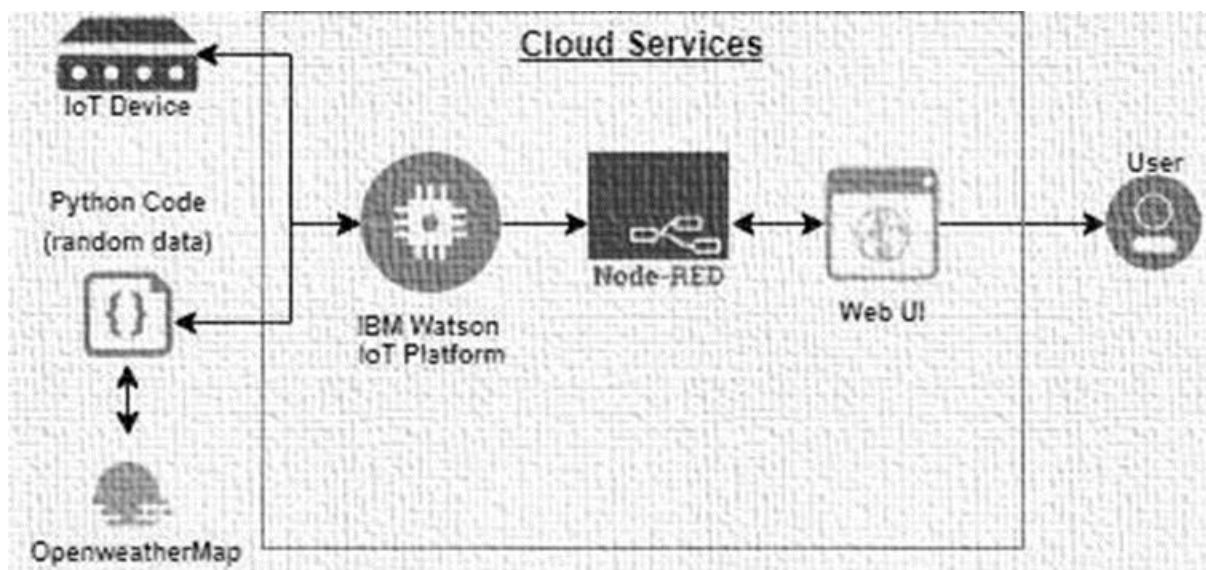 Cloud Services
IoT Device
Python Code
(random data)
IBM Watson
IoT Platform
Node-RED
Web UI
User
OpenweatherMap